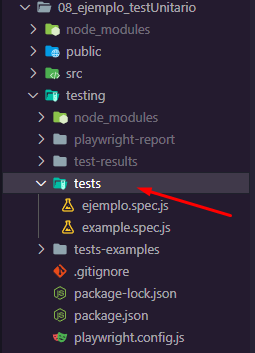 08_ejemplo_testUnitario
node_modules
public
src
testing
node_modules
playwright-report
test-results
tests
ejemplo.spec.js
example.spec.js
tests-examples
.gitignore
package-lock.json
package.json
playwright.config.js